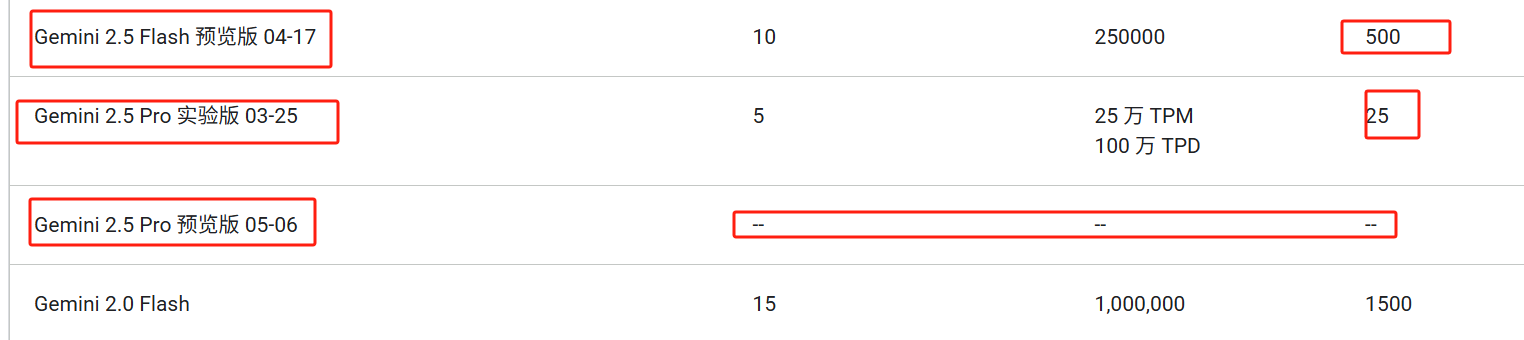 Gemini 2.5 Flash 预览版 04-17 10 250000 500
Gemini 2.5 Pro 实验版 03-25 5 25 万 TPM 25
100 万 TPD
Gemini 2.5 Pro 预览版 05-06 -- -- --
Gemini 2.0 Flash 15 1,000,000 1500